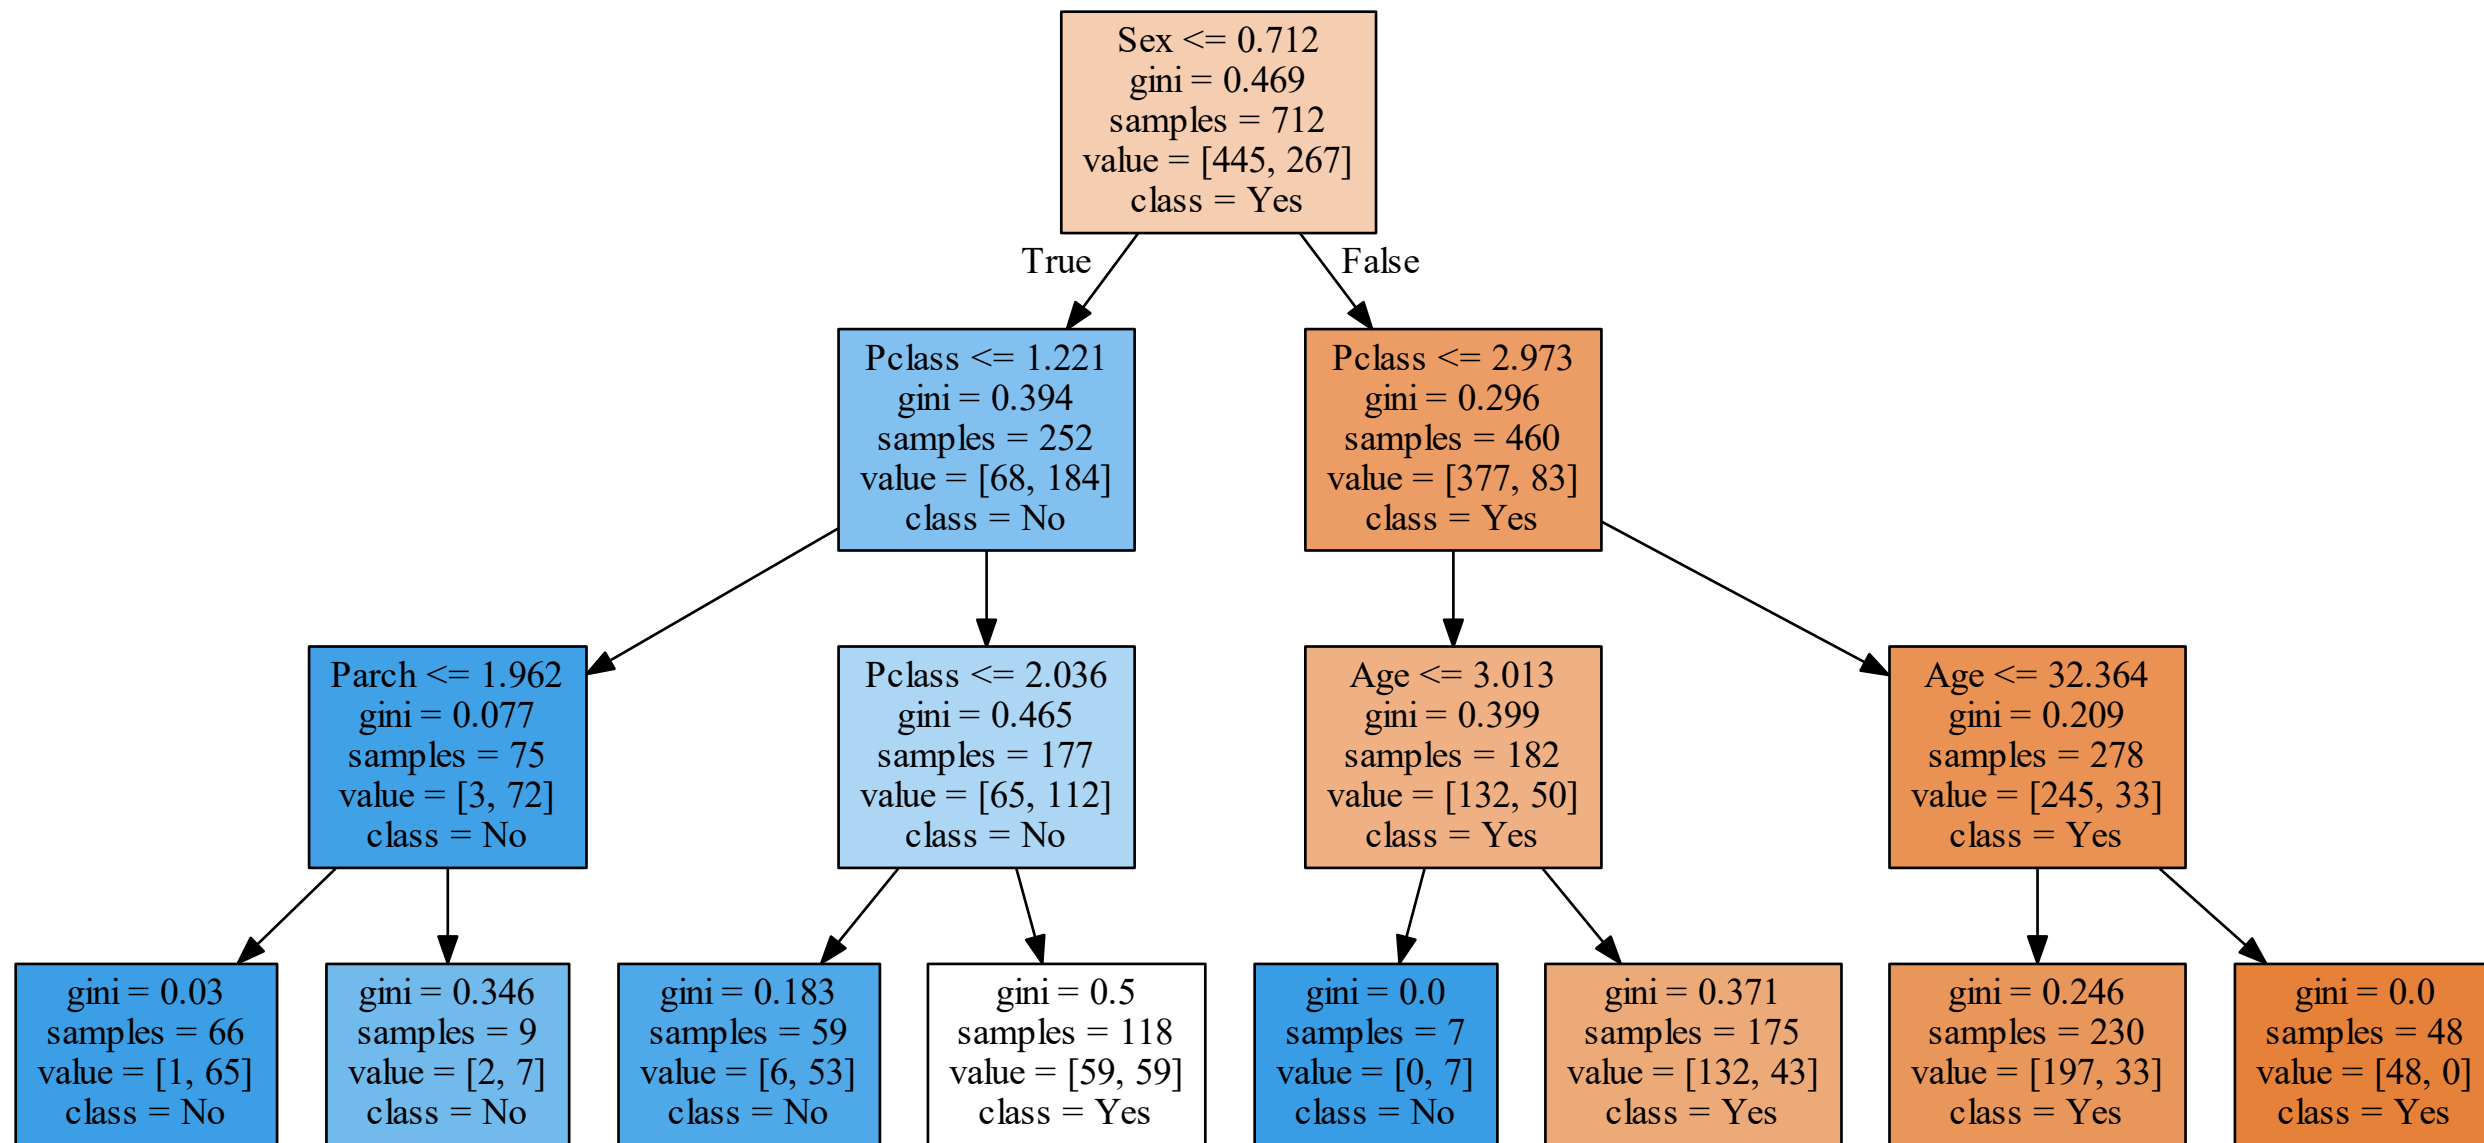 Sex <= 0.712
gini = 0.469
samples = 712
value = [445, 267]
class = Yes
True
False
Pclass <= 1.221
gini = 0.394
samples = 252
value = [68, 184]
class = No
Pclass <= 2.973
gini = 0.296
samples = 460
value = [377, 83]
class = Yes
Parch <= 1.962
gini = 0.077
samples = 75
value = [3, 72]
class = No
Pclass <= 2.036
gini = 0.465
samples = 177
value = [65, 112]
class = No
Age <= 3.013
gini = 0.399
samples = 182
value = [132, 50]
class = Yes
Age <= 32.364
gini = 0.209
samples = 278
value = [245, 33]
class = Yes
gini = 0.03
samples = 66
value = [1, 65]
class = No
gini = 0.346
samples = 9
value = [2, 7]
class = No
gini = 0.183
samples = 59
value = [6, 53]
class = No
gini = 0.5
samples = 118
value = [59, 59]
class = Yes
gini = 0.0
samples = 7
value = [0, 7]
class = No
gini = 0.371
samples = 175
value = [132, 43]
class = Yes
gini = 0.246
samples = 230
value = [197, 33]
class = Yes
gini = 0.0
samples = 48
value = [48, 0]
class = Yes